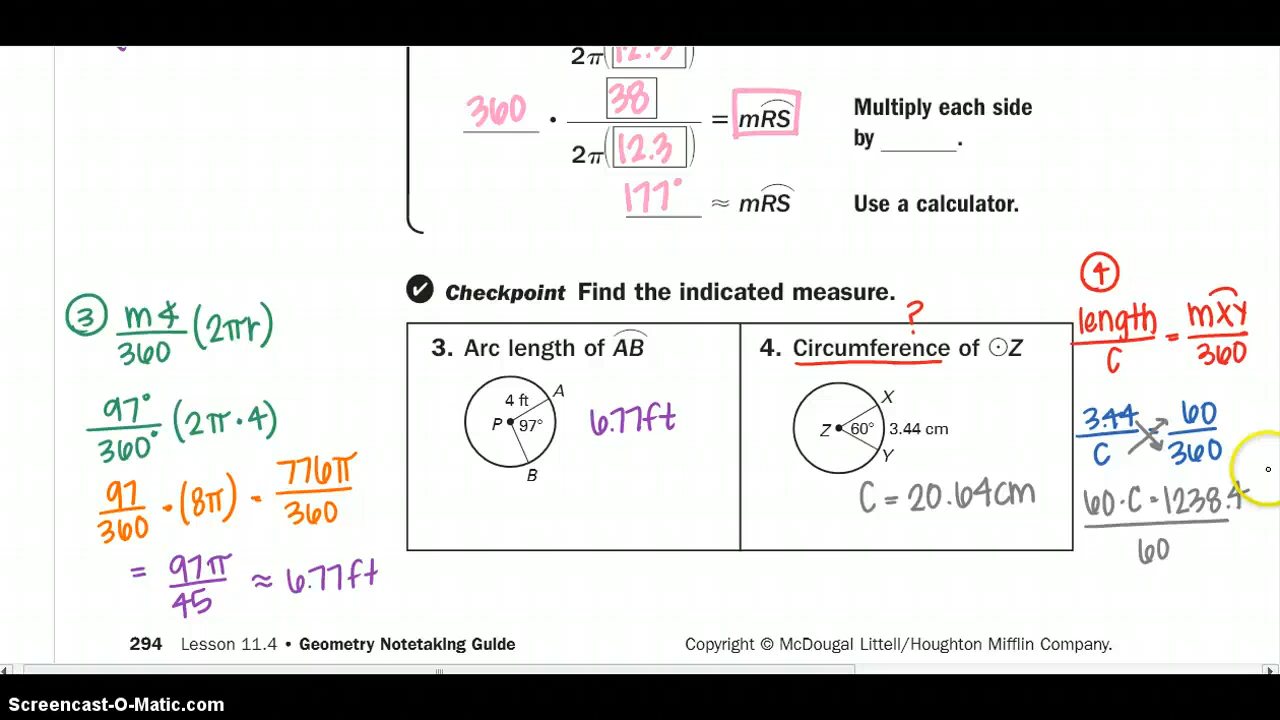 2π(12.3)
360 · 38 = mRS
2π(12.3)
Multiply each side
by ______.
177° ≈ mRS
Use a calculator.
✔ Checkpoint Find the indicated measure.
3. Arc length of AB
4 ft
A
P
97°
B
6.77ft
?
4. Circumference of ⊙Z
X
Z
60°
3.44 cm
Y
C = 20.64cm
③ m∡/360 (2πr)
97°/360° (2π·4)
97/360 · (8π) = 776π/360
= 97π/45 ≈ 6.77ft
④
length/C = mXY/360
3.44/C = 60/360
60·C = 1238.4
60
294 Lesson 11.4 • Geometry Notetaking Guide
Copyright © McDougal Littell/Houghton Mifflin Company.
Screencast-O-Matic.com